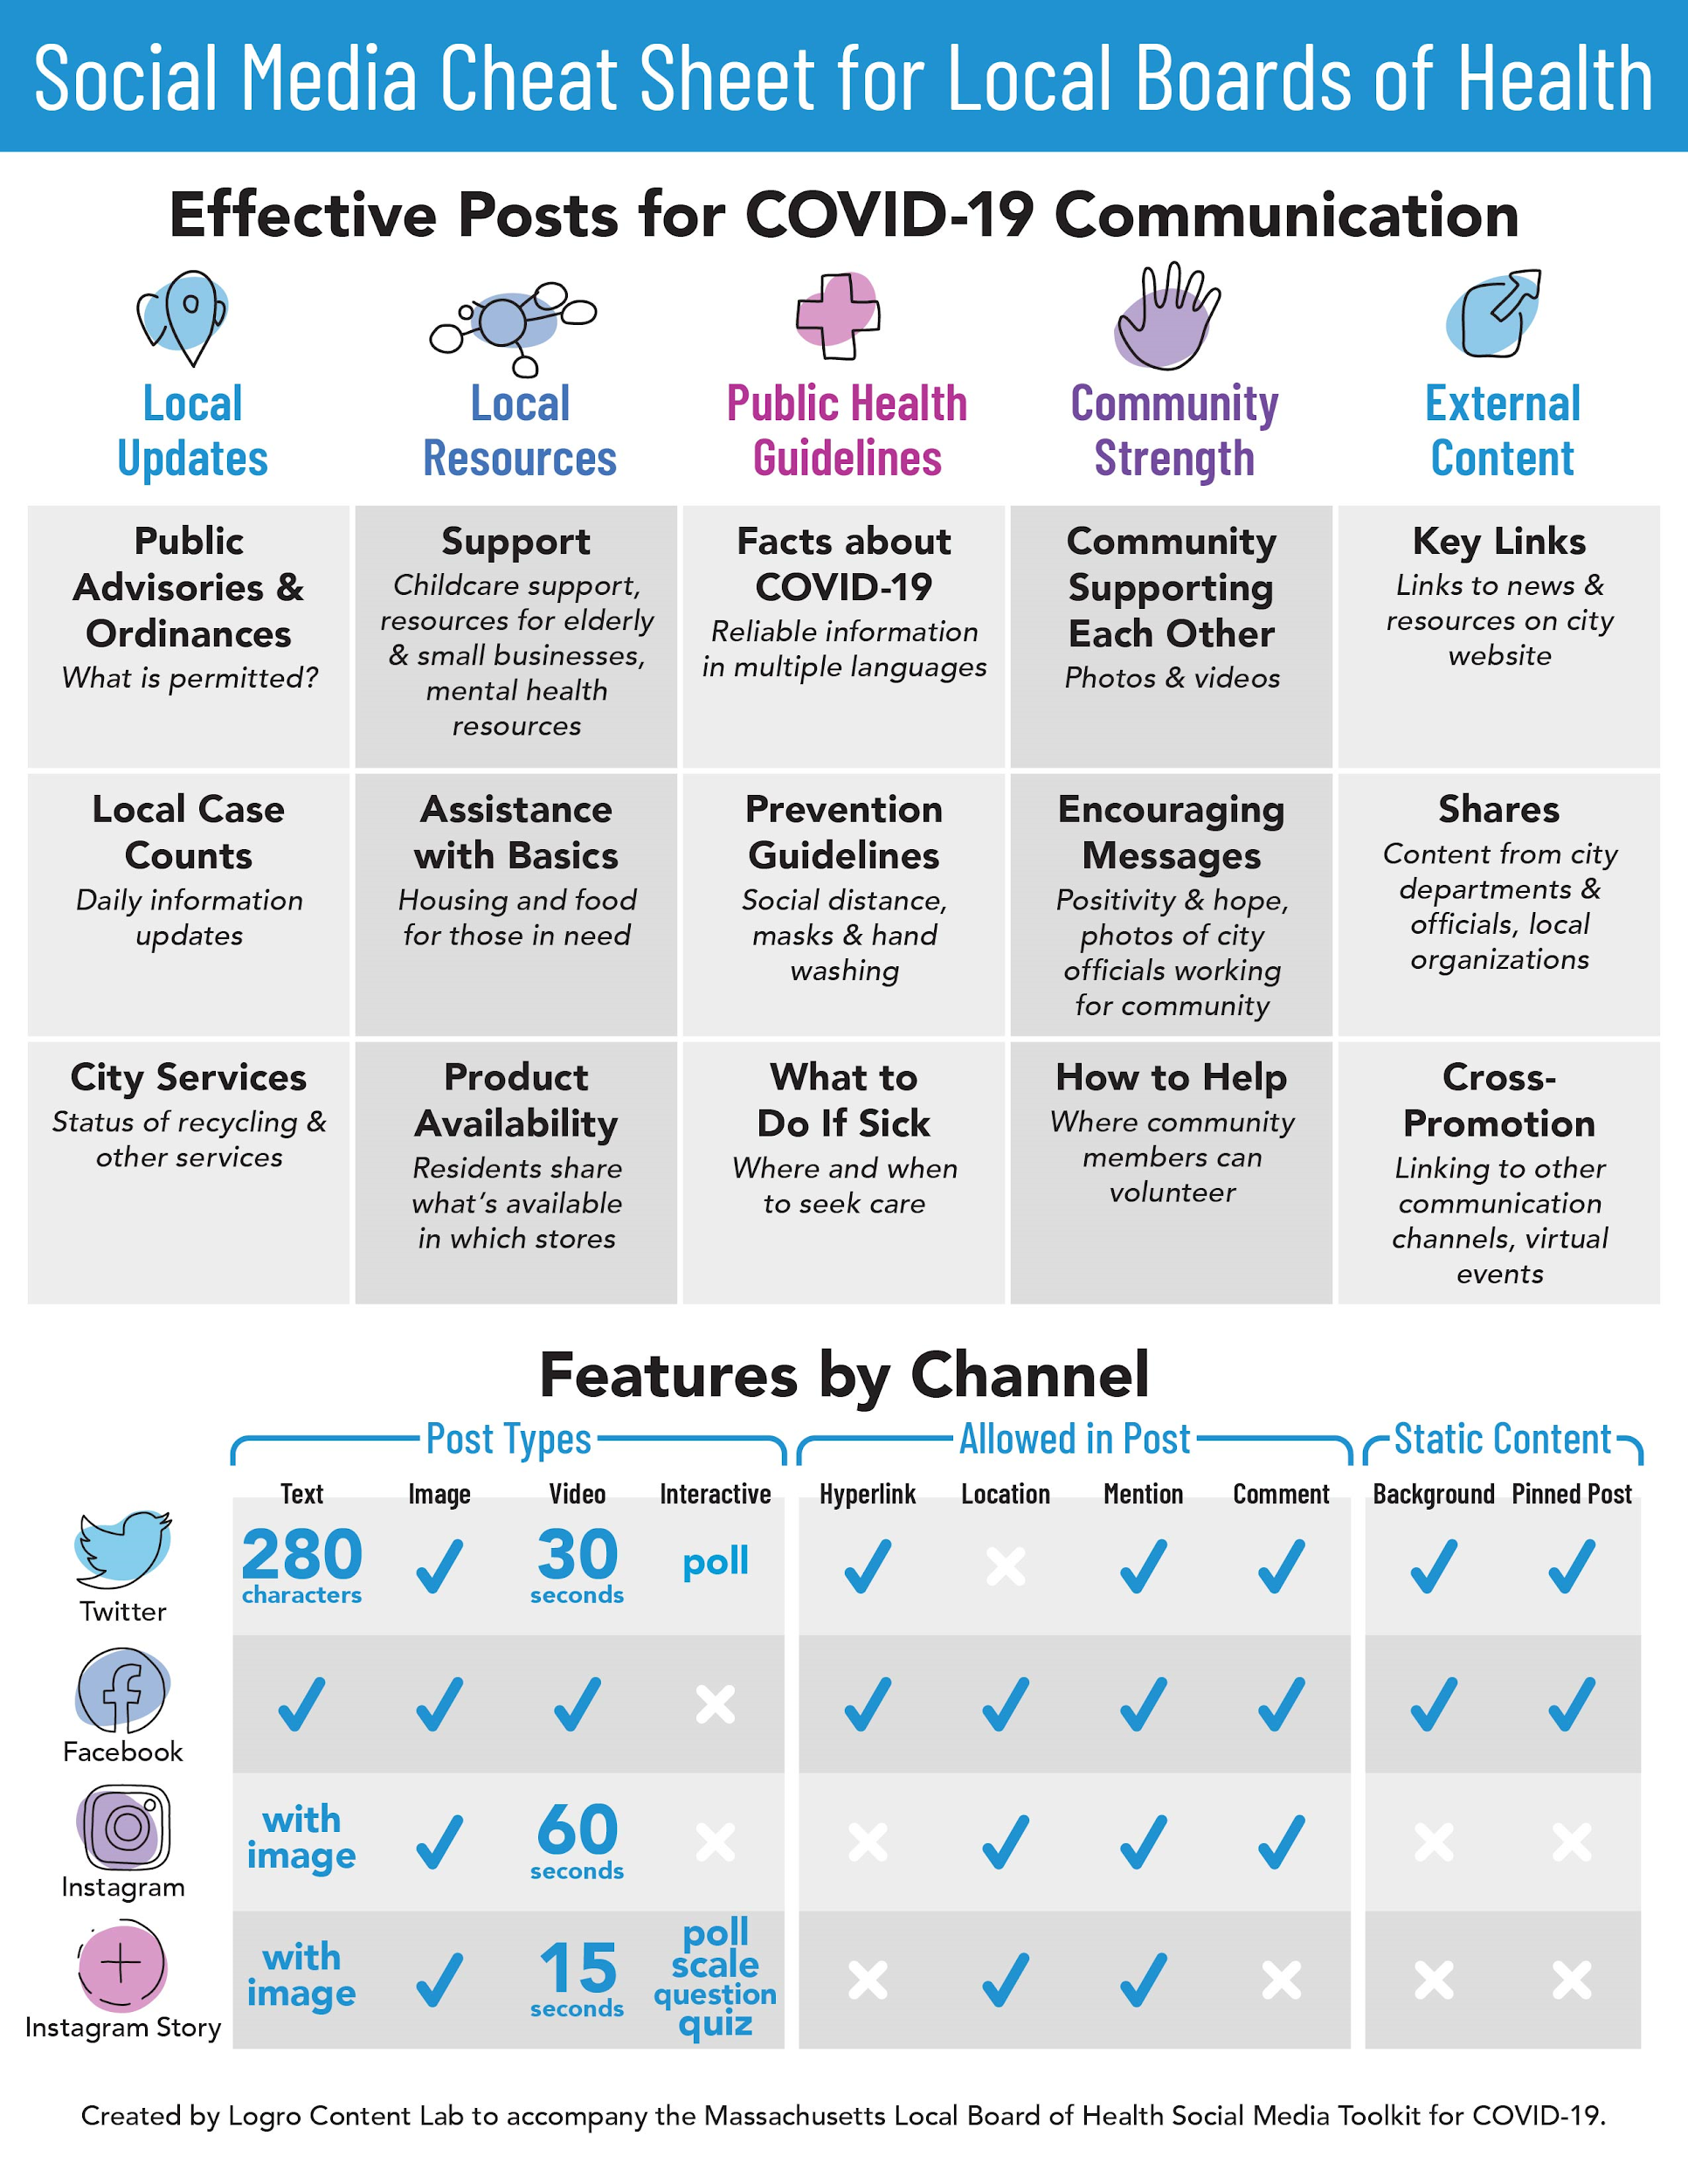 Social Media Cheat Sheet for Local Boards of Health
Effective Posts for COVID-19 Communication
Local
Updates
Local
Resources
Public Health
Guidelines
Community
Strength
External
Content
Public
Advisories &
Ordinances
What is permitted?
Support
Childcare support,
resources for elderly
& small businesses,
mental health
resources
Facts about
COVID-19
Reliable information
in multiple languages
Community
Supporting
Each Other
Photos & videos
Key Links
Links to news &
resources on city
website
Local Case
Counts
Daily information
updates
Assistance
with Basics
Housing and food
for those in need
Prevention
Guidelines
Social distance,
masks & hand
washing
Encouraging
Messages
Positivity & hope,
photos of city
officials working
for community
Shares
Content from city
departments &
officials, local
organizations
City Services
Status of recycling &
other services
Product
Availability
Residents share
what's available
in which stores
What to
Do If Sick
Where and when
to seek care
How to Help
Where community
members can
volunteer
Cross-
Promotion
Linking to other
communication
channels, virtual
events
Features by Channel
Post Types Allowed in Post Static Content
Text Image Video Interactive Hyperlink Location Mention Comment Background Pinned Post
Twitter
280
characters
30
seconds
poll
Facebook
Instagram
with
image
60
seconds
Instagram Story
with
image
15
seconds
poll
scale
question
quiz
Created by Logro Content Lab to accompany the Massachusetts Local Board of Health Social Media Toolkit for COVID-19.